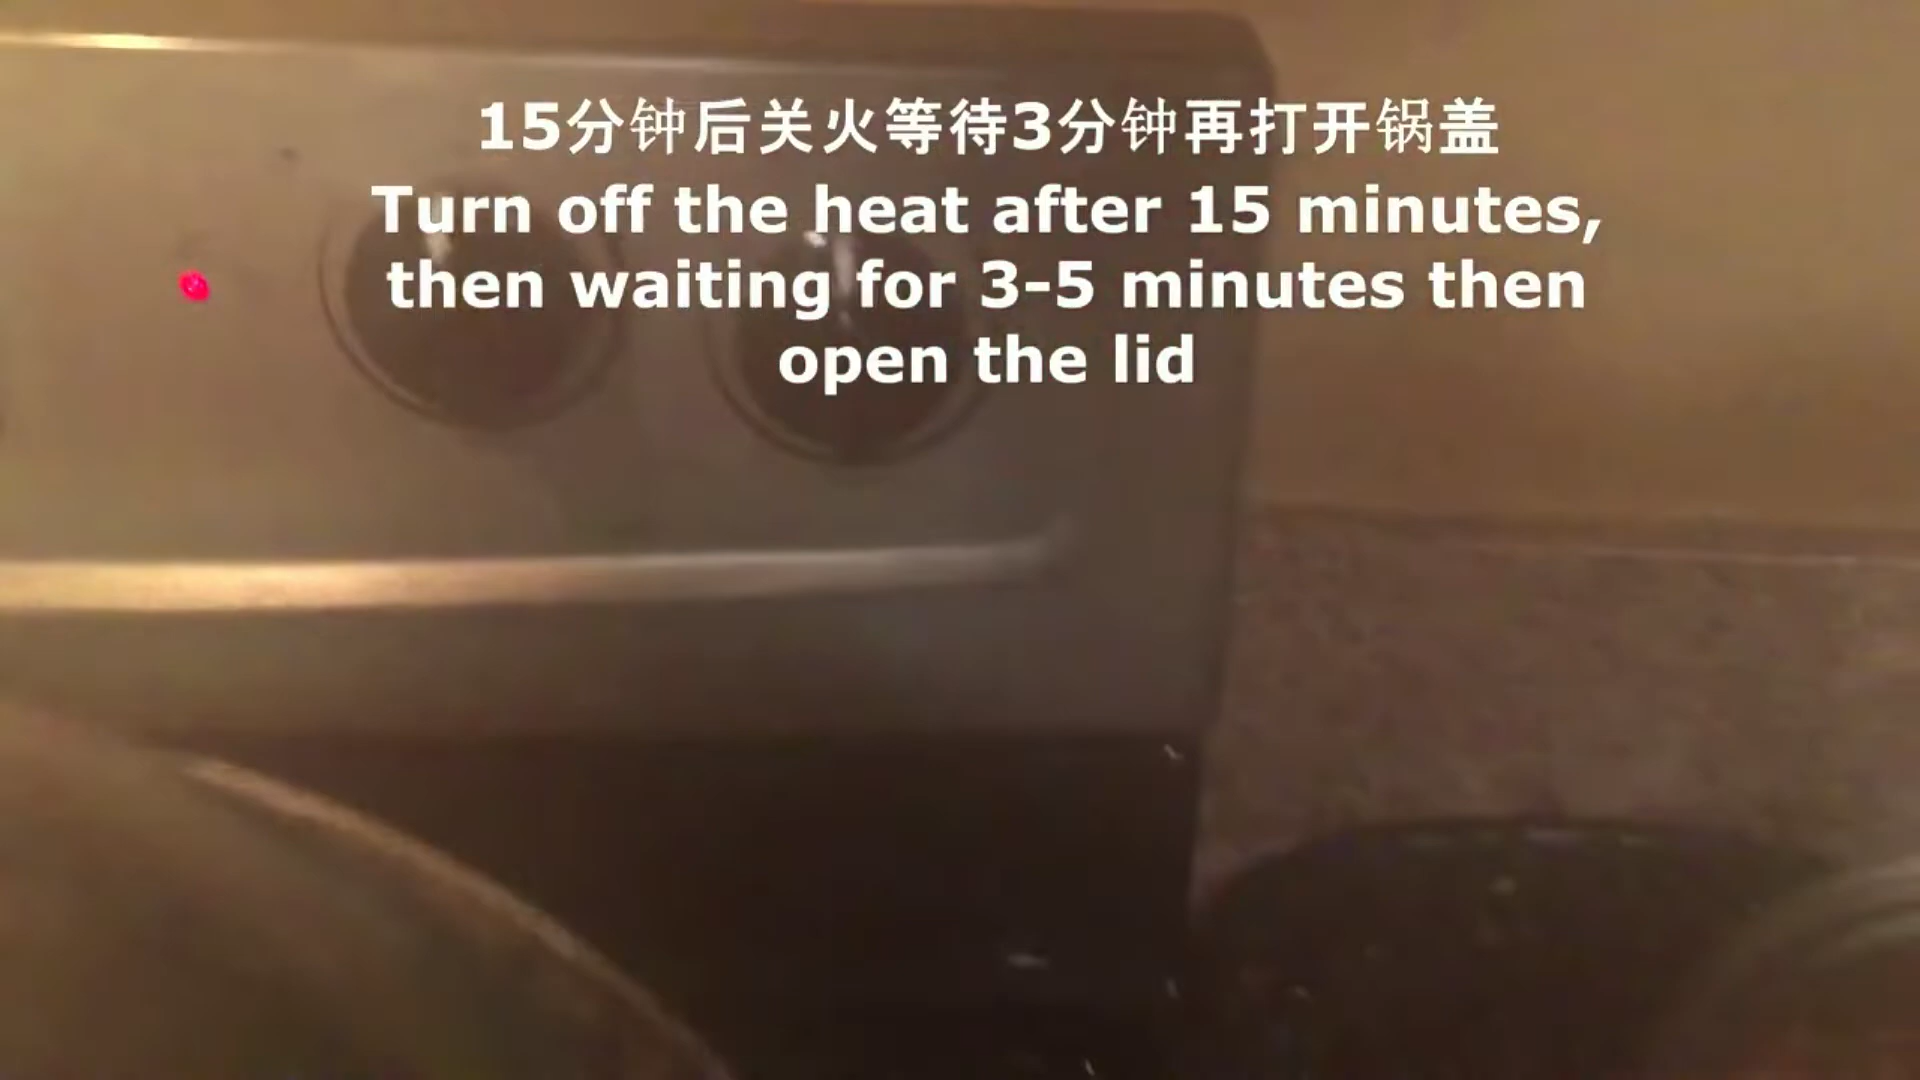 15分钟后关火等待3分钟再打开锅盖
Turn off the heat after 15 minutes,
then waiting for 3-5 minutes then
open the lid